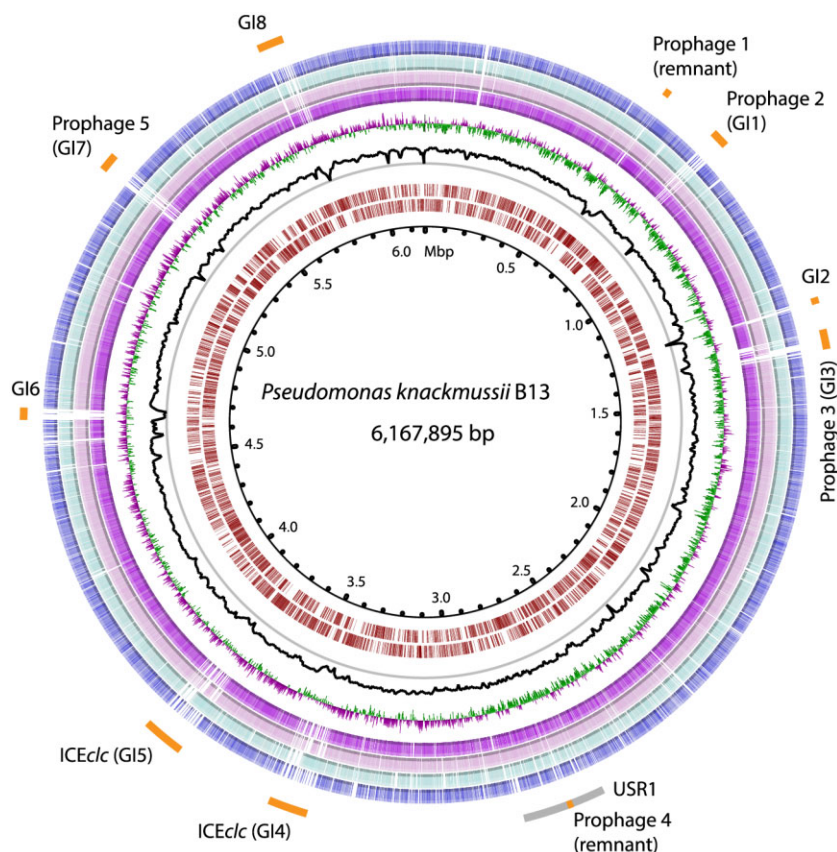 GI8
Prophage 1
(remnant)
Prophage 2
(GI1)
Prophage 5
(GI7)
6.0 Mbp
0.5
5.5
GI2
1.0
5.0
Pseudomonas knackmussii B13
Prophage 3 (GI3)
GI6
1.5
6,167,895 bp
4.5
2.0
4.0
2.5
3.5
3.0
ICEclc (GI5)
USR1
Prophage 4
(remnant)
ICEclc (GI4)